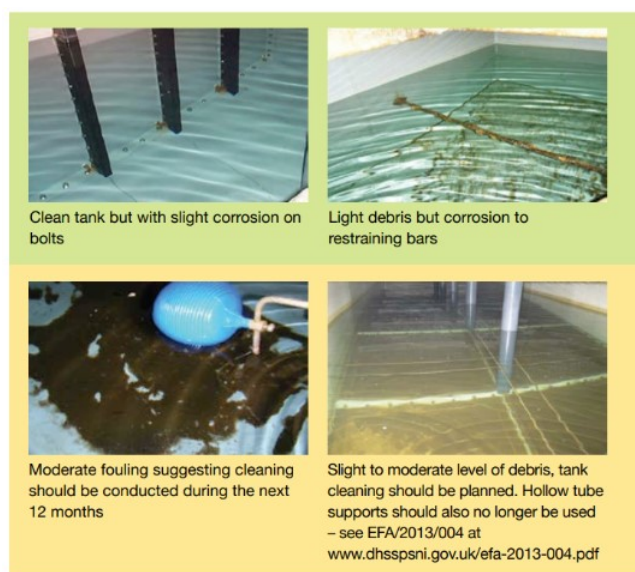 Clean tank but with slight corrosion on
bolts
Light debris but corrosion to
restraining bars
Moderate fouling suggesting cleaning
should be conducted during the next
12 months
Slight to moderate level of debris, tank
cleaning should be planned. Hollow tube
supports should also no longer be used
– see EFA/2013/004 at
www.dhsspsni.gov.uk/efa-2013-004.pdf